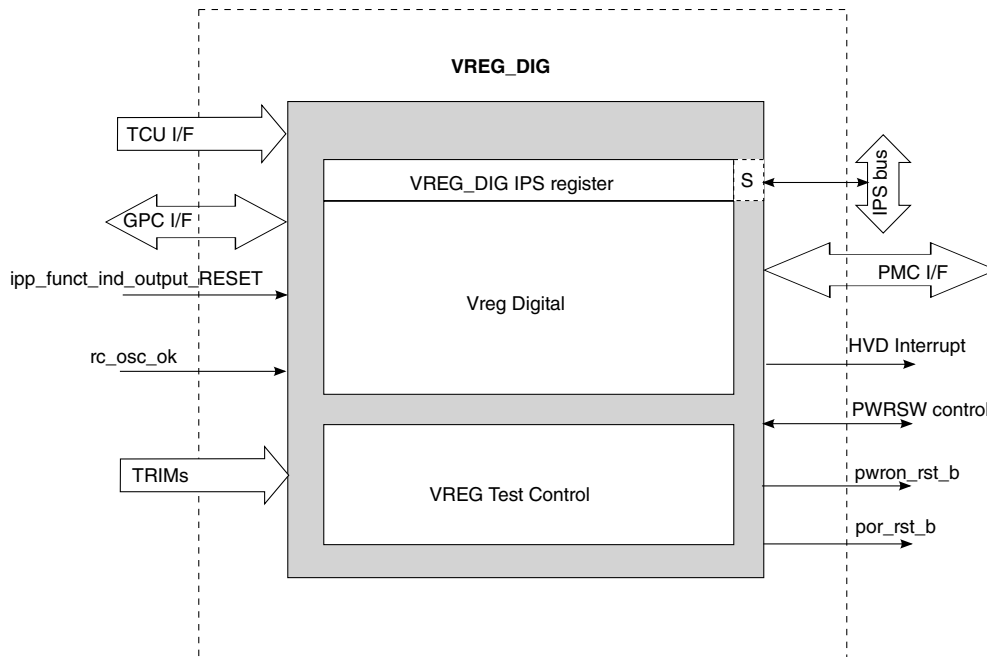 VREG_DIG
TCU I/F
VREG_DIG IPS register
S
IPS bus
GPC I/F
PMC I/F
ipp_funct_ind_output_RESET
Vreg Digital
rc_osc_ok
HVD Interrupt
PWRSW control
TRIMs
VREG Test Control
pwron_rst_b
por_rst_b